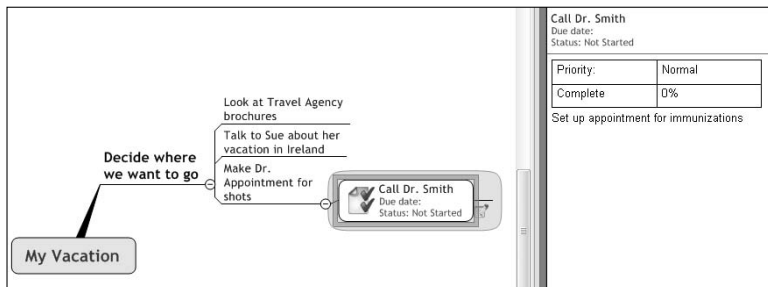 Look at Travel Agency
brochures
Talk to Sue about her
vacation in Ireland
Decide where
we want to go
Make Dr.
Appointment for
shots
Call Dr. Smith
Due date:
Status: Not Started
My Vacation
Call Dr. Smith
Due date:
Status: Not Started
Priority: Normal
Complete 0%
Set up appointment for immunizations